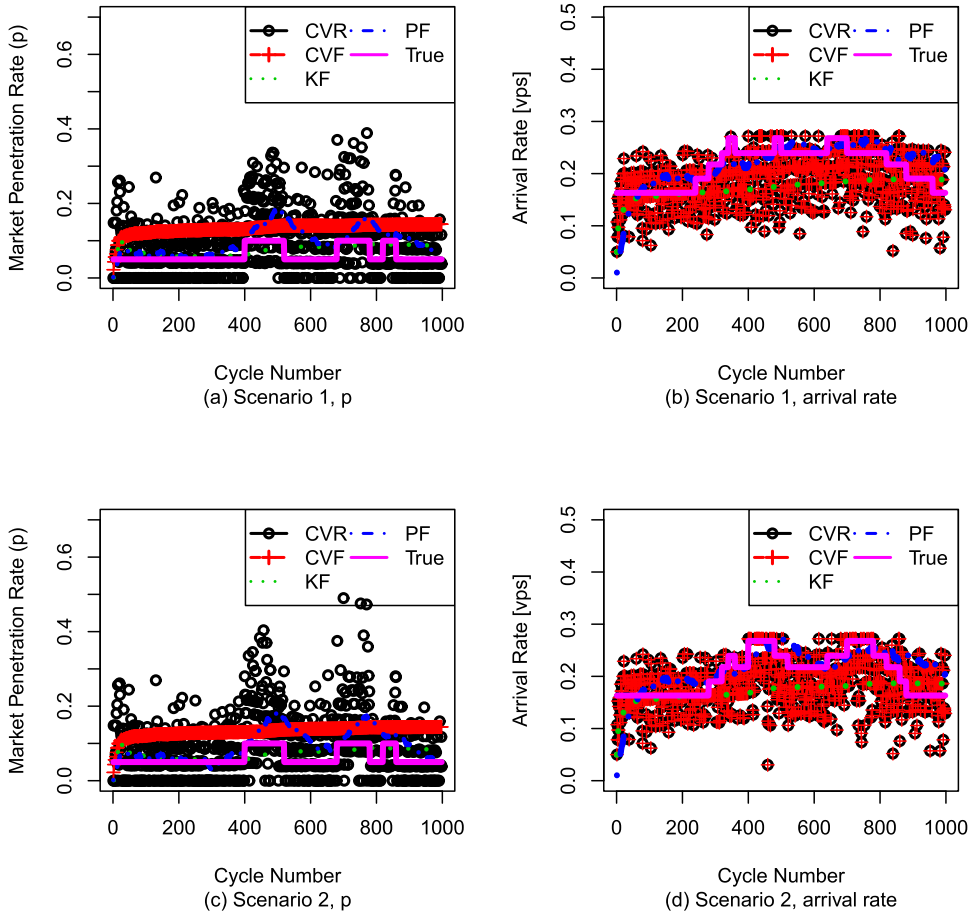 Market Penetration Rate (p)
0.0 0.2 0.4 0.6
CVR PF
CVF True
KF
0 200 400 600 800 1000
Cycle Number
(a) Scenario 1, p
Arrival Rate [vps]
0.0 0.1 0.2 0.3 0.4 0.5
CVR PF
CVF True
KF
0 200 400 600 800 1000
Cycle Number
(b) Scenario 1, arrival rate
Market Penetration Rate (p)
0.0 0.2 0.4 0.6
CVR PF
CVF True
KF
0 200 400 600 800 1000
Cycle Number
(c) Scenario 2, p
Arrival Rate [vps]
0.0 0.1 0.2 0.3 0.4 0.5
CVR PF
CVF True
KF
0 200 400 600 800 1000
Cycle Number
(d) Scenario 2, arrival rate